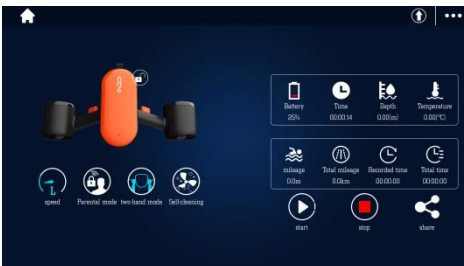 Battery Time Depth Temperature
25% 00:00:14 0.00(m) 0.00(°C)
mileage Total mileage Recorded time Total time
0.0m 0.0km 00:00:00 00:00:00
speed Parental mode two-hand mode Self-cleaning
start stop share